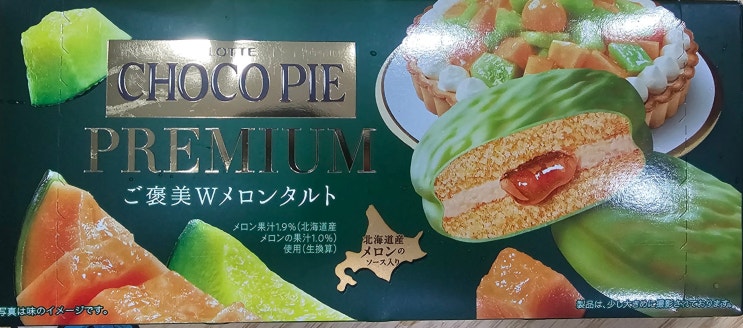 LOTTE
CHOCO PIE
PREMIUM
ご褒美Wメロンタルト
メロン果汁1.9%(北海道産
メロンの果汁1.0%)
使用(生換算)
北海道産
メロンの
ソース入り
写真は味のイメージです。
製品は、少し大きめに撮影されております。